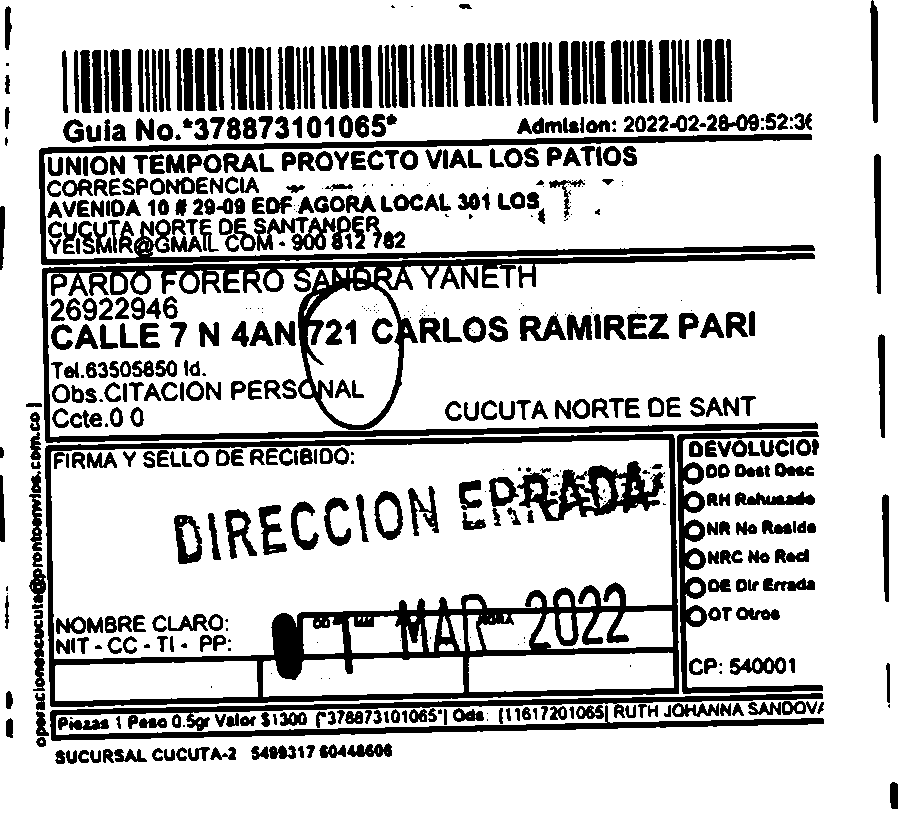 Guia No.*378873101065*
Admision: 2022-02-28-09:52:36
UNION TEMPORAL PROYECTO VIAL LOS PATIOS
CORRESPONDENCIA
AVENIDA 10 # 29-09 EDF AGORA LOCAL 301 LOS
CUCUTA NORTE DE SANTANDER
YEISMIR@GMAIL COM - 900 812 782
PARDO FORERO SANDRA YANETH
26922946
CALLE 7 N 4AN 721 CARLOS RAMIREZ PARI
Tel.63505850 Id.
Obs.CITACION PERSONAL
Ccte.0 0
CUCUTA NORTE DE SANT
FIRMA Y SELLO DE RECIBIDO:
DIRECCION ERRADA
NOMBRE CLARO:
NIT - CC - TI - PP:
DD MM HORA
1 MAR 2022
DEVOLUCION
DD Dest Desc
RH Rehusado
NR No Reside
NRC No Recl
DE Dir Errada
OT Otros
CP: 540001
operacionescucuta@prontoenvios.com.co |
Piezas 1 Peso 0.5gr Valor $1300 [*378873101065*] Ods: [11617201065] RUTH JOHANNA SANDOVA
SUCURSAL CUCUTA-2 5499317 60448606